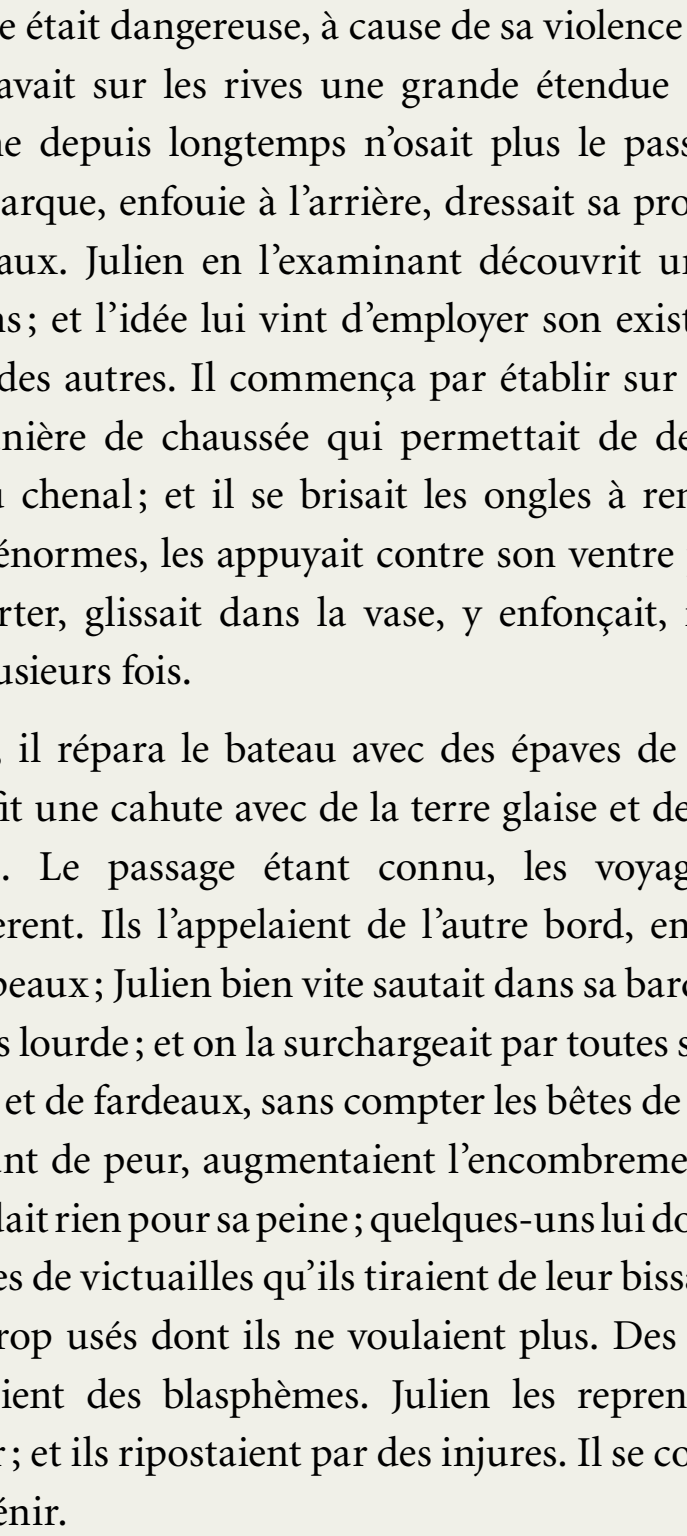 e était dangereuse, à cause de sa violence
avait sur les rives une grande étendue
ne depuis longtemps n’osait plus le pass
arque, enfouie à l’arrière, dressait sa pro
aux. Julien en l’examinant découvrit un
ns ; et l’idée lui vint d’employer son exist
des autres. Il commença par établir sur
nière de chaussée qui permettait de de
u chenal ; et il se brisait les ongles à ren
énormes, les appuyait contre son ventre
rter, glissait dans la vase, y enfonçait,
usieurs fois.
, il répara le bateau avec des épaves de
fit une cahute avec de la terre glaise et de
. Le passage étant connu, les voyag
erent. Ils l’appelaient de l’autre bord, en
peaux ; Julien bien vite sautait dans sa barq
s lourde ; et on la surchargeait par toutes s
et de fardeaux, sans compter les bêtes de
ant de peur, augmentaient l’encombreme
dait rien pour sa peine ; quelques-uns lui do
es de victuailles qu’ils tiraient de leur bissa
rop usés dont ils ne voulaient plus. Des
ient des blasphèmes. Julien les repren
r ; et ils ripostaient par des injures. Il se co
énir.